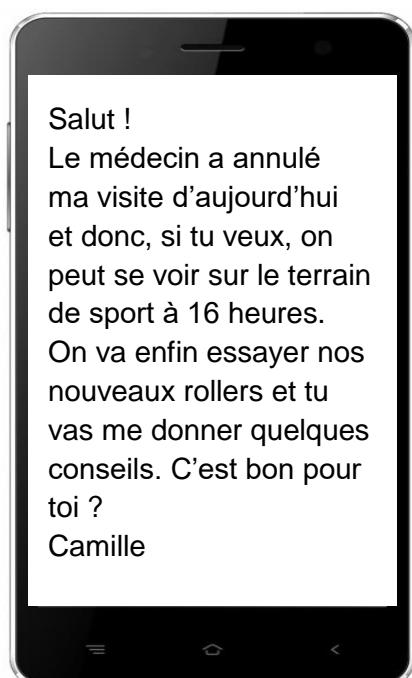 Salut !
Le médecin a annulé
ma visite d’aujourd’hui
et donc, si tu veux, on
peut se voir sur le terrain
de sport à 16 heures.
On va enfin essayer nos
nouveaux rollers et tu
vas me donner quelques
conseils. C’est bon pour
toi ?
Camille